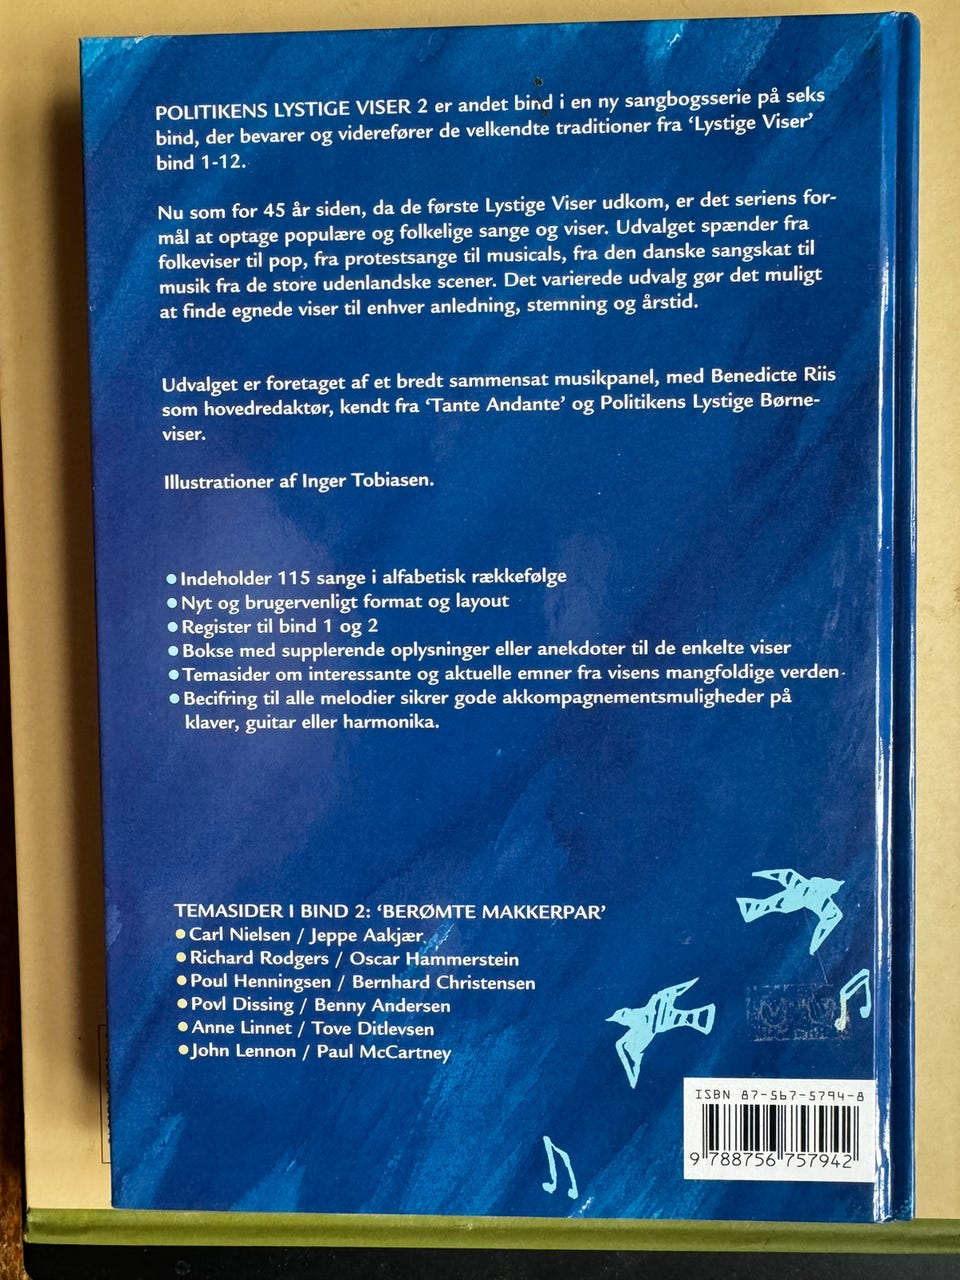 POLITIKENS LYSTIGE VISER 2 er andet bind i en ny sangbogsserie på seks
bind, der bevarer og viderefører de velkendte traditioner fra ‘Lystige Viser’
bind 1-12.
Nu som for 45 år siden, da de første Lystige Viser udkom, er det seriens for-
mål at optage populære og folkelige sange og viser. Udvalget spænder fra
folkeviser til pop, fra protestsange til musicals, fra den danske sangskat til
musik fra de store udenlandske scener. Det varierede udvalg gør det muligt
at finde egnede viser til enhver anledning, stemning og årstid.
Udvalget er foretaget af et bredt sammensat musikpanel, med Benedicte Riis
som hovedredaktør, kendt fra ‘Tante Andante’ og Politikens Lystige Børne-
viser.
Illustrationer af Inger Tobiasen.
● Indeholder 115 sange i alfabetisk rækkefølge
● Nyt og brugervenligt format og layout
● Register til bind 1 og 2
● Bokse med supplerende oplysninger eller anekdoter til de enkelte viser
● Temasider om interessante og aktuelle emner fra visens mangfoldige verden
● Becifring til alle melodier sikrer gode akkompagnementsmuligheder på
klaver, guitar eller harmonika.
TEMASIDER I BIND 2: ‘BERØMTE MAKKERPAR’
● Carl Nielsen / Jeppe Aakjær
● Richard Rodgers / Oscar Hammerstein
● Poul Henningsen / Bernhard Christensen
● Povl Dissing / Benny Andersen
● Anne Linnet / Tove Ditlevsen
● John Lennon / Paul McCartney
ISBN 87-567-5794-8
9 788756 757942